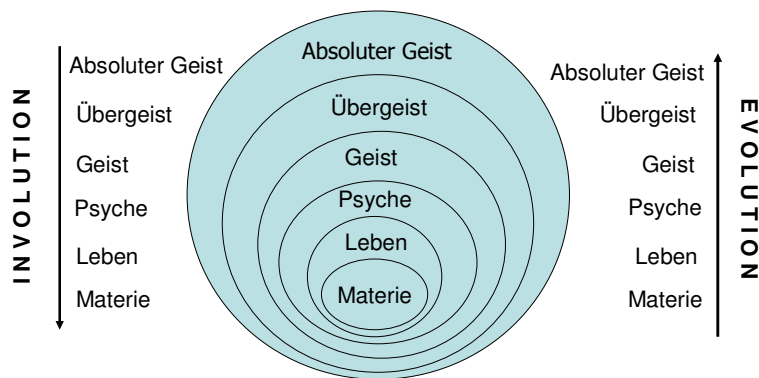 INVOLUTION
Absoluter Geist
Übergeist
Geist
Psyche
Leben
Materie
Absoluter Geist
Übergeist
Geist
Psyche
Leben
Materie
Absoluter Geist
Übergeist
Geist
Psyche
Leben
Materie
EVOLUTION